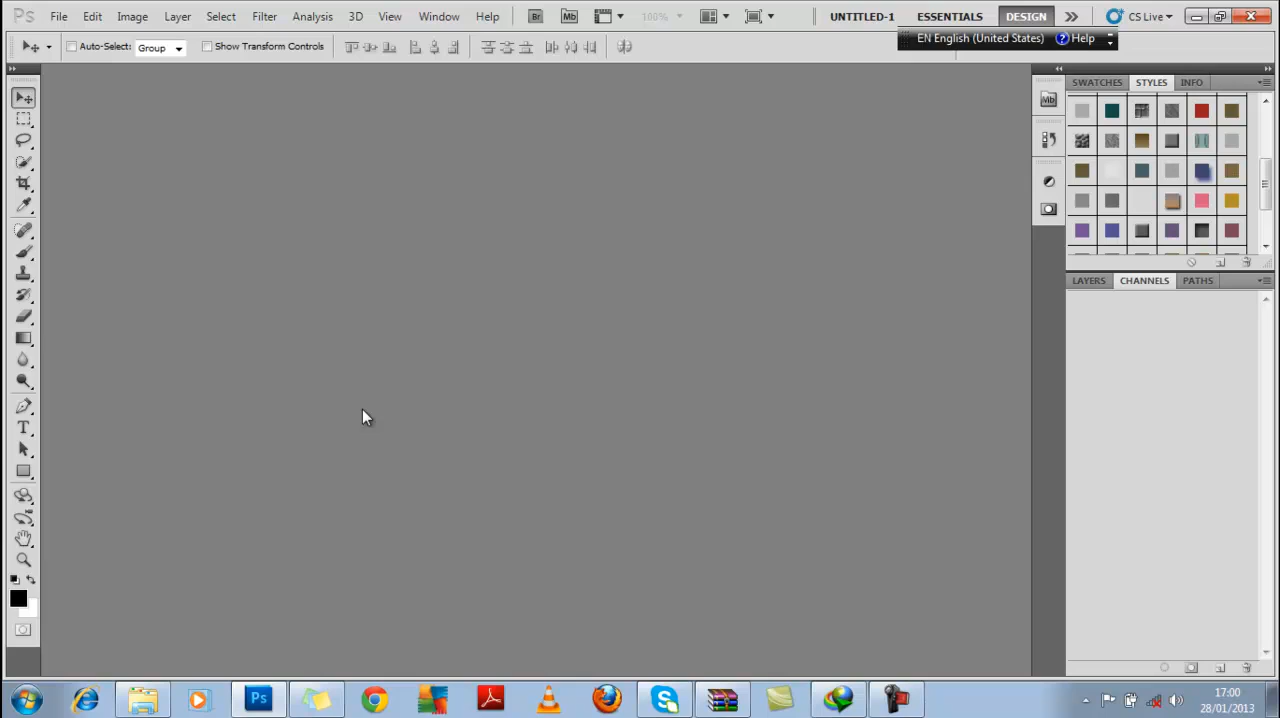 Ps File Edit Image Layer Select Filter Analysis 3D View Window Help Br Mb 100% UNTITLED-1 ESSENTIALS DESIGN CS Live
Auto-Select: Group Show Transform Controls
EN English (United States) ? Help
SWATCHES STYLES INFO
Mb
LAYERS CHANNELS PATHS
T
Ps
17:00
28/01/2013